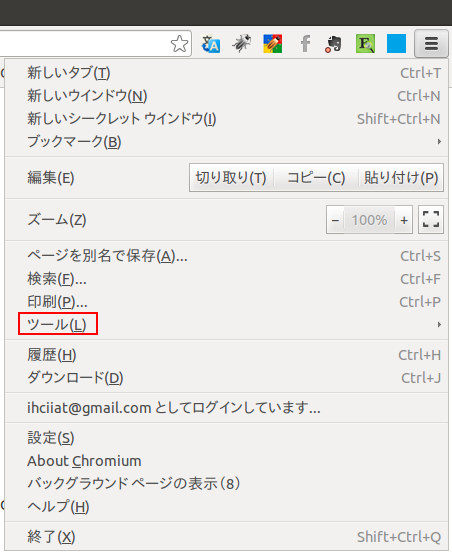 新しいタブ(T) Ctrl+T
新しいウインドウ(N) Ctrl+N
新しいシークレット ウインドウ(I) Shift+Ctrl+N
ブックマーク(B)
編集(E) 切り取り(T) コピー(C) 貼り付け(P)
ズーム(Z) − 100% +
ページを別名で保存(A)... Ctrl+S
検索(F)... Ctrl+F
印刷(P)... Ctrl+P
ツール(L)
履歴(H) Ctrl+H
ダウンロード(D) Ctrl+J
ihciiat@gmail.com としてログインしています...
設定(S)
About Chromium
バックグラウンド ページの表示（8）
ヘルプ(H)
終了(X) Shift+Ctrl+Q